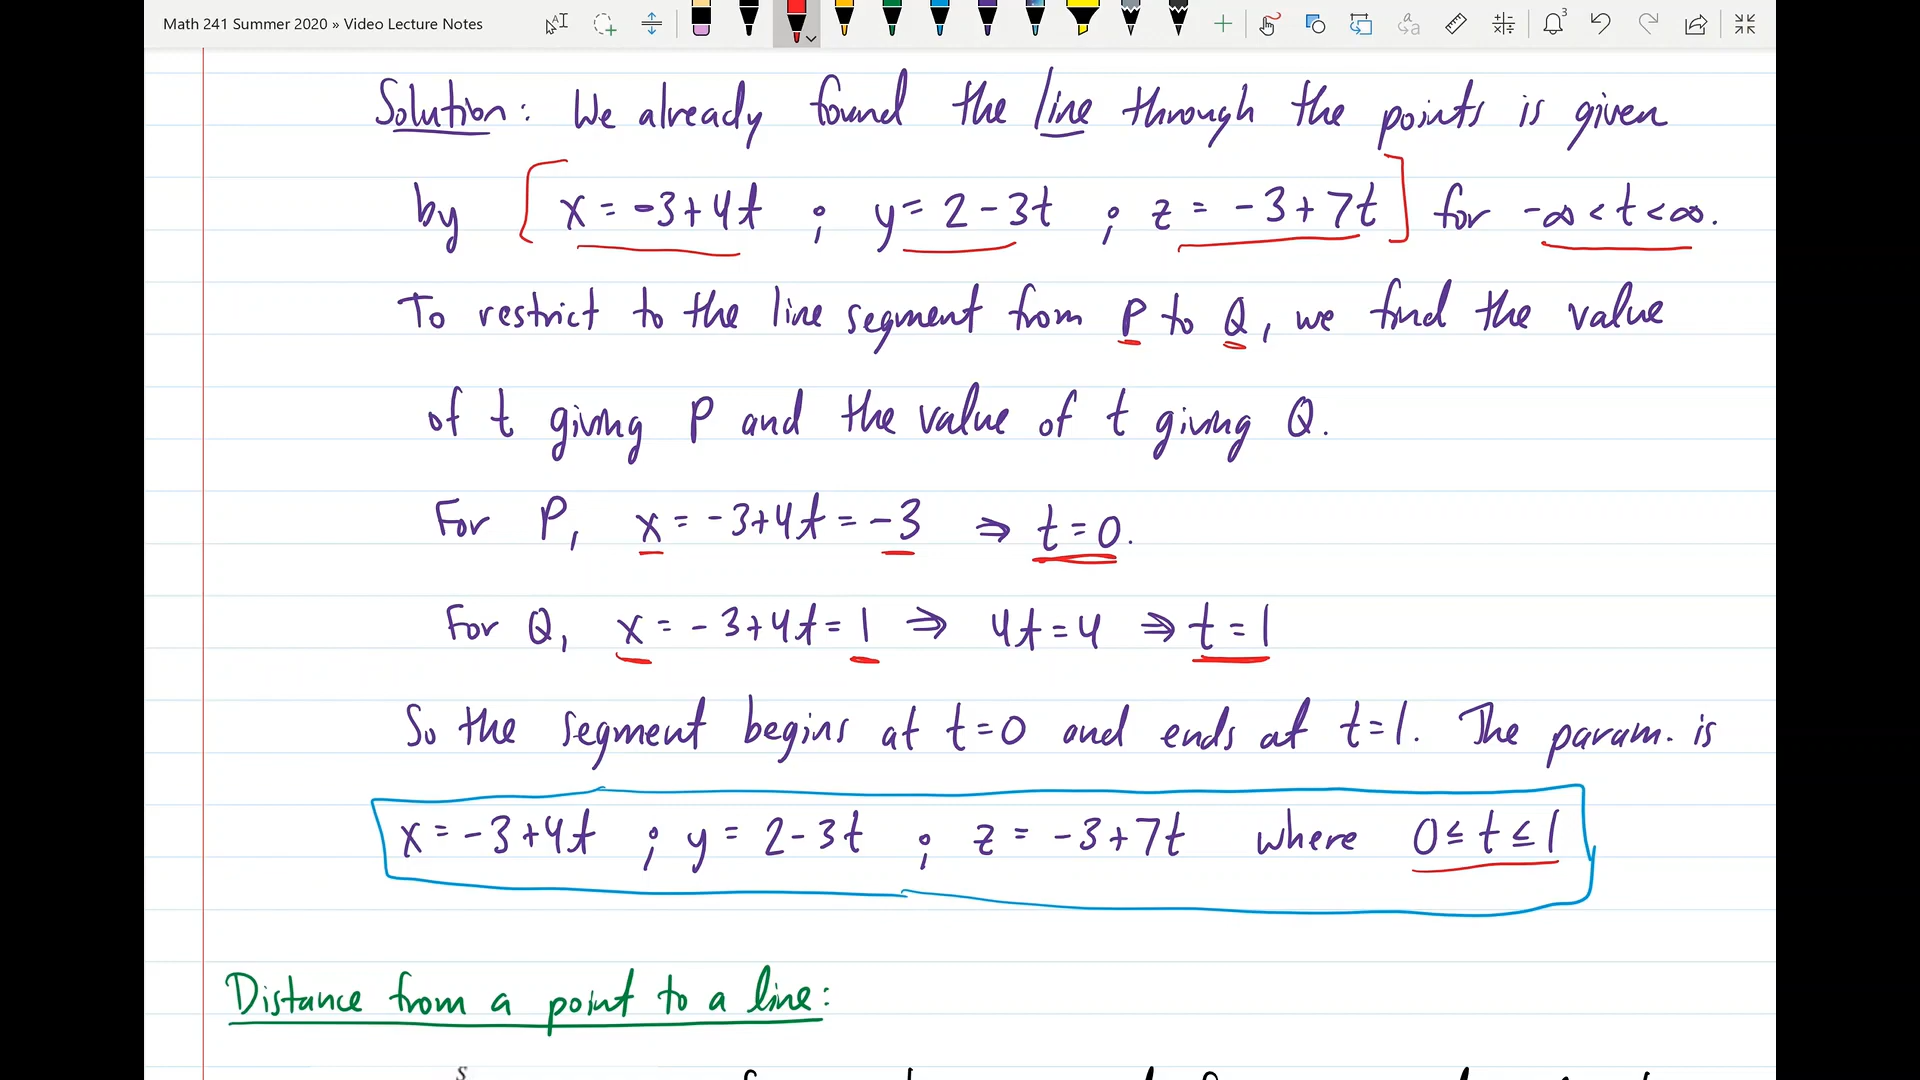 Math 241 Summer 2020 » Video Lecture Notes
3
Solution: We already found the line through the points is given
by [x = -3+4t ; y = 2-3t ; z = -3+7t] for -∞<t<∞.
To restrict to the line segment from P to Q, we find the value
of t giving P and the value of t giving Q.
For P, x = -3+4t = -3 ⇒ t=0.
For Q, x = -3+4t = 1 ⇒ 4t=4 ⇒ t=1
So the segment begins at t=0 and ends at t=1. The param. is
x = -3+4t ; y = 2-3t ; z = -3+7t where 0≤t≤1
Distance from a point to a line:
s